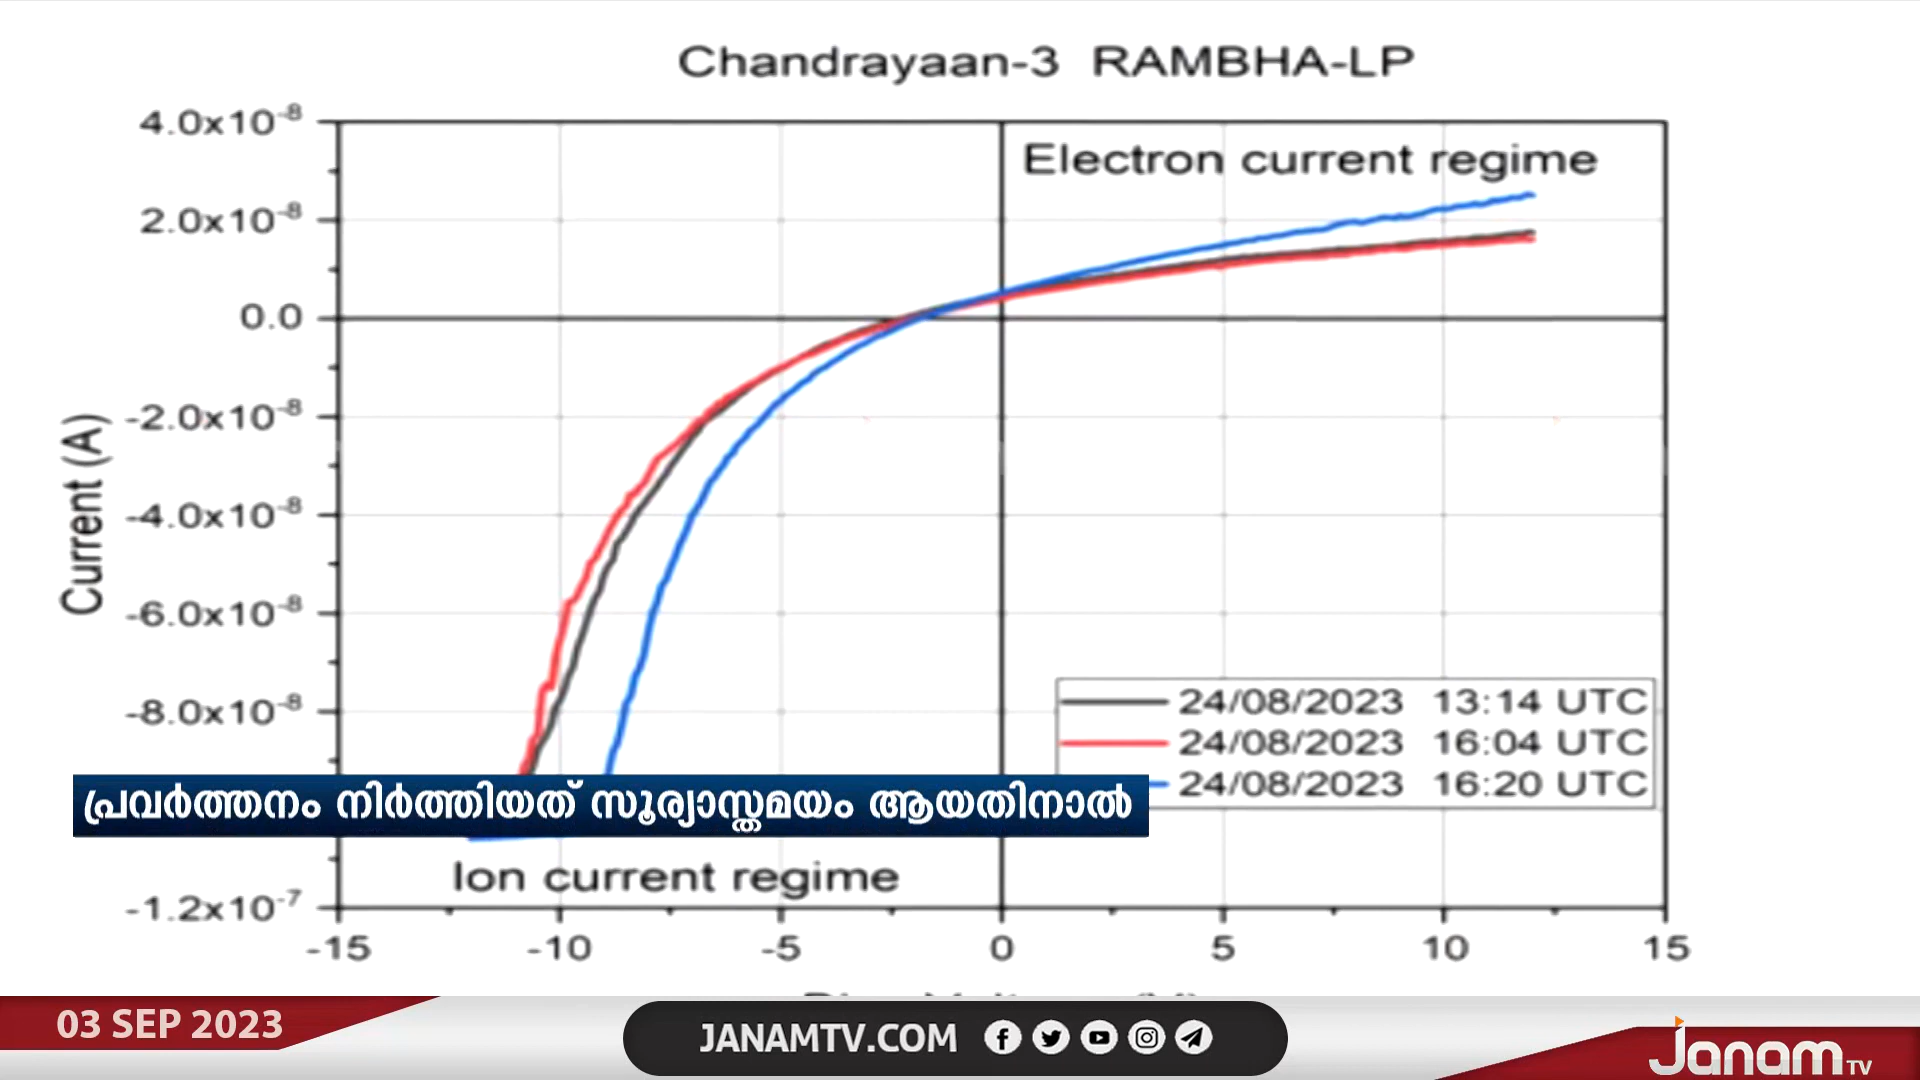 Chandrayaan-3 RAMBHA-LP
4.0x10⁻⁸
Electron current regime
2.0x10⁻⁸
0.0
-2.0x10⁻⁸
Current (A)
-4.0x10⁻⁸
-6.0x10⁻⁸
-8.0x10⁻⁸
24/08/2023 13:14 UTC
24/08/2023 16:04 UTC
24/08/2023 16:20 UTC
പ്രവർത്തനം നിർത്തിയത് സൂര്യാസ്തമയം ആയതിനാൽ
Ion current regime
-1.2x10⁻⁷
-15 -10 -5 0 5 10 15
03 SEP 2023
JANAMTV.COM
Janam TV